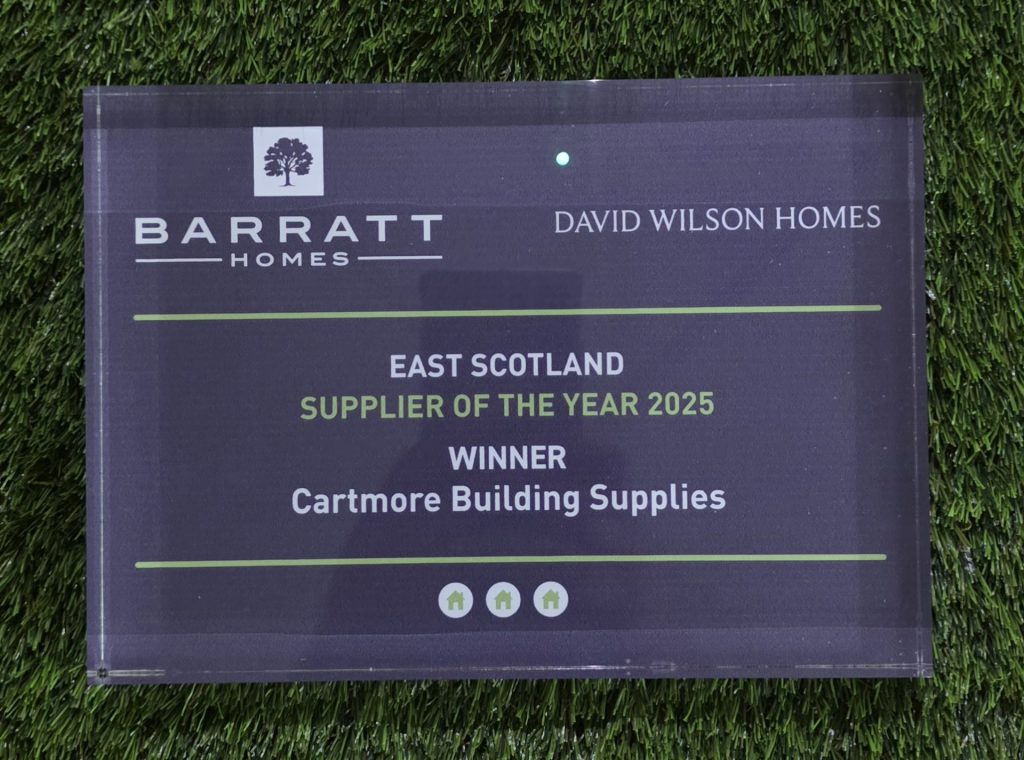 BARRATT
HOMES
DAVID WILSON HOMES
EAST SCOTLAND
SUPPLIER OF THE YEAR 2025
WINNER
Cartmore Building Supplies